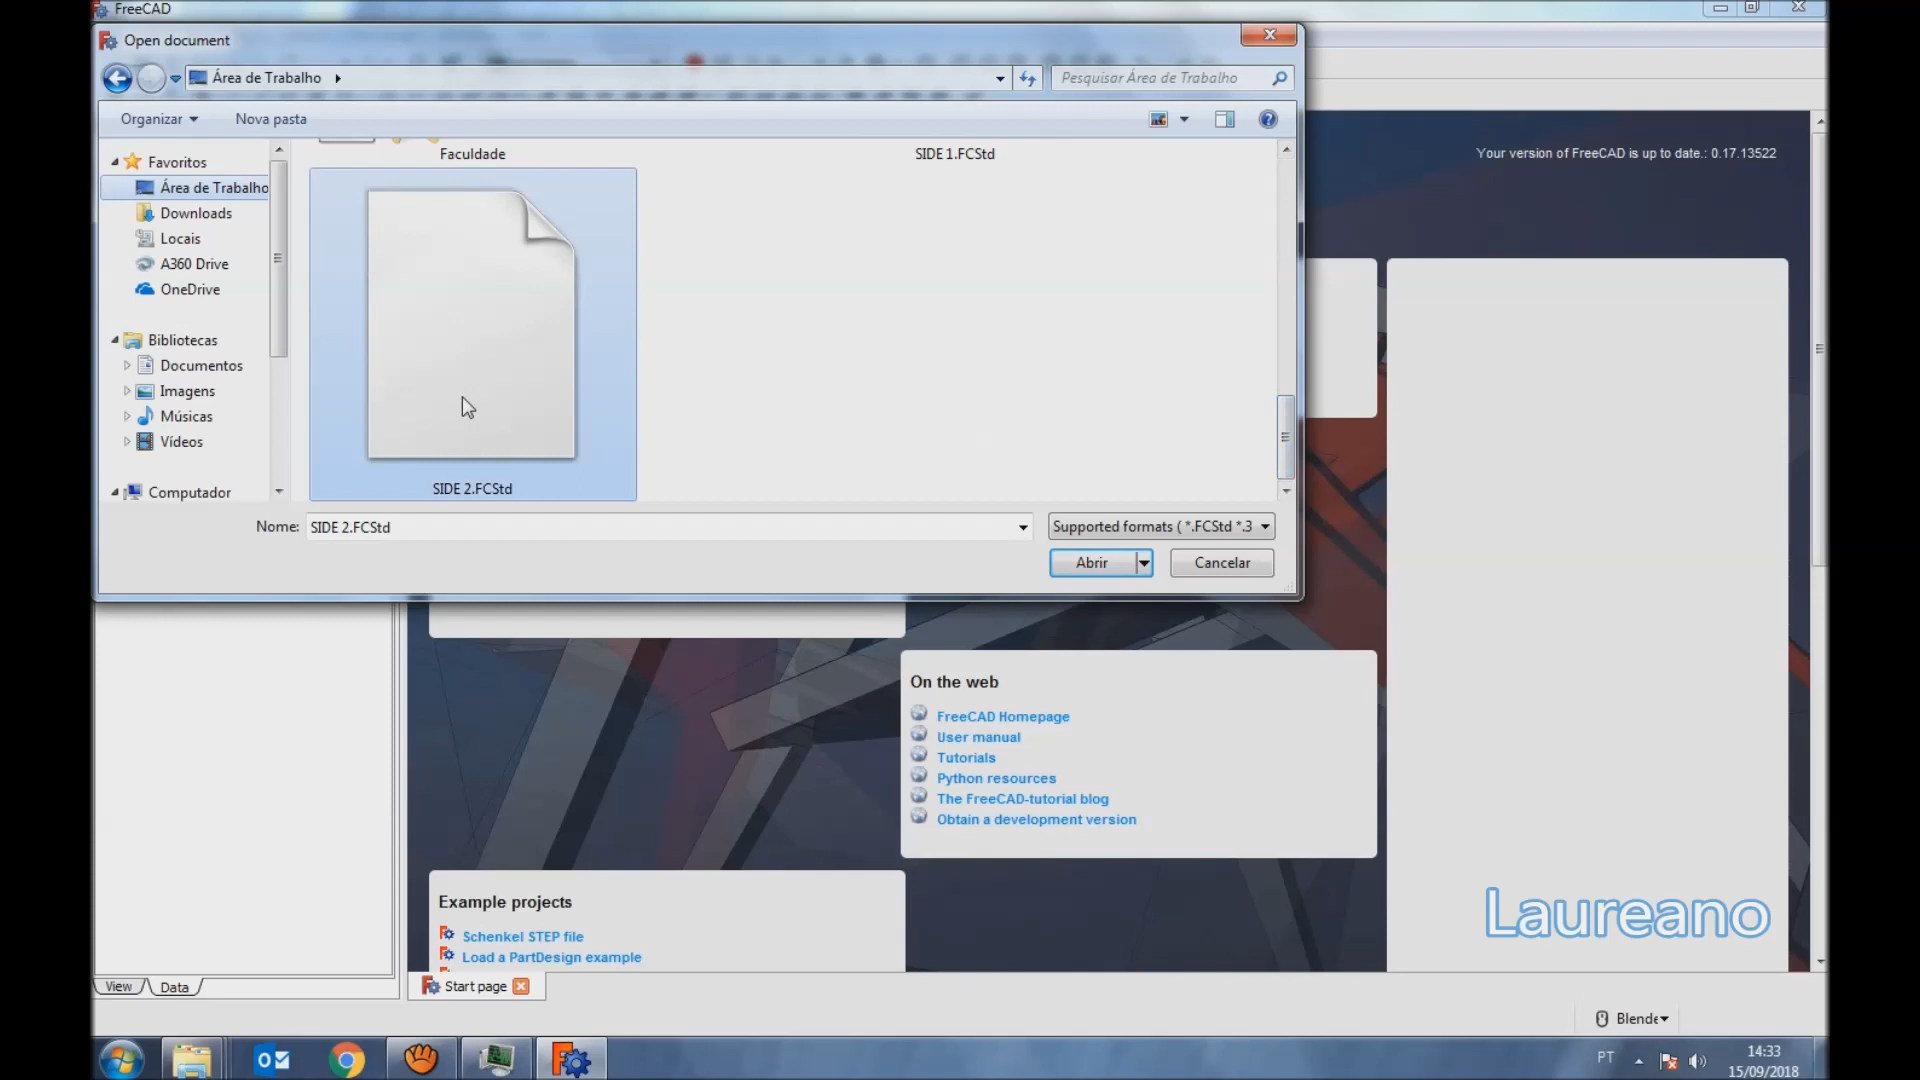 FreeCAD
Open document
Área de Trabalho
Pesquisar Área de Trabalho
Organizar
Nova pasta
Favoritos
Área de Trabalho
Downloads
Locais
A360 Drive
OneDrive
Bibliotecas
Documentos
Imagens
Músicas
Vídeos
Computador
Faculdade
SIDE 1.FCStd
SIDE 2.FCStd
Nome:
SIDE 2.FCStd
Supported formats ( *.FCStd *.3
Abrir
Cancelar
Your version of FreeCAD is up to date.: 0.17.13522
On the web
FreeCAD Homepage
User manual
Tutorials
Python resources
The FreeCAD-tutorial blog
Obtain a development version
Example projects
Schenkel STEP file
Load a PartDesign example
Laureano
View
Data
Start page
Blende
PT
14:33
15/09/2018